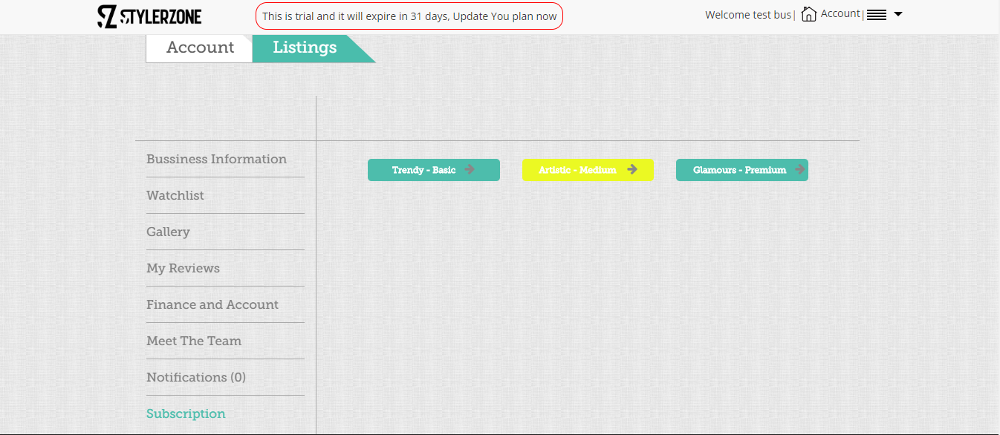 SZ STYLERZONE
This is trial and it will expire in 31 days, Update You plan now
Welcome test bus| Account|
Account
Listings
Bussiness Information
Trendy - Basic
Artistic - Medium
Glamours - Premium
Watchlist
Gallery
My Reviews
Finance and Account
Meet The Team
Notifications (0)
Subscription